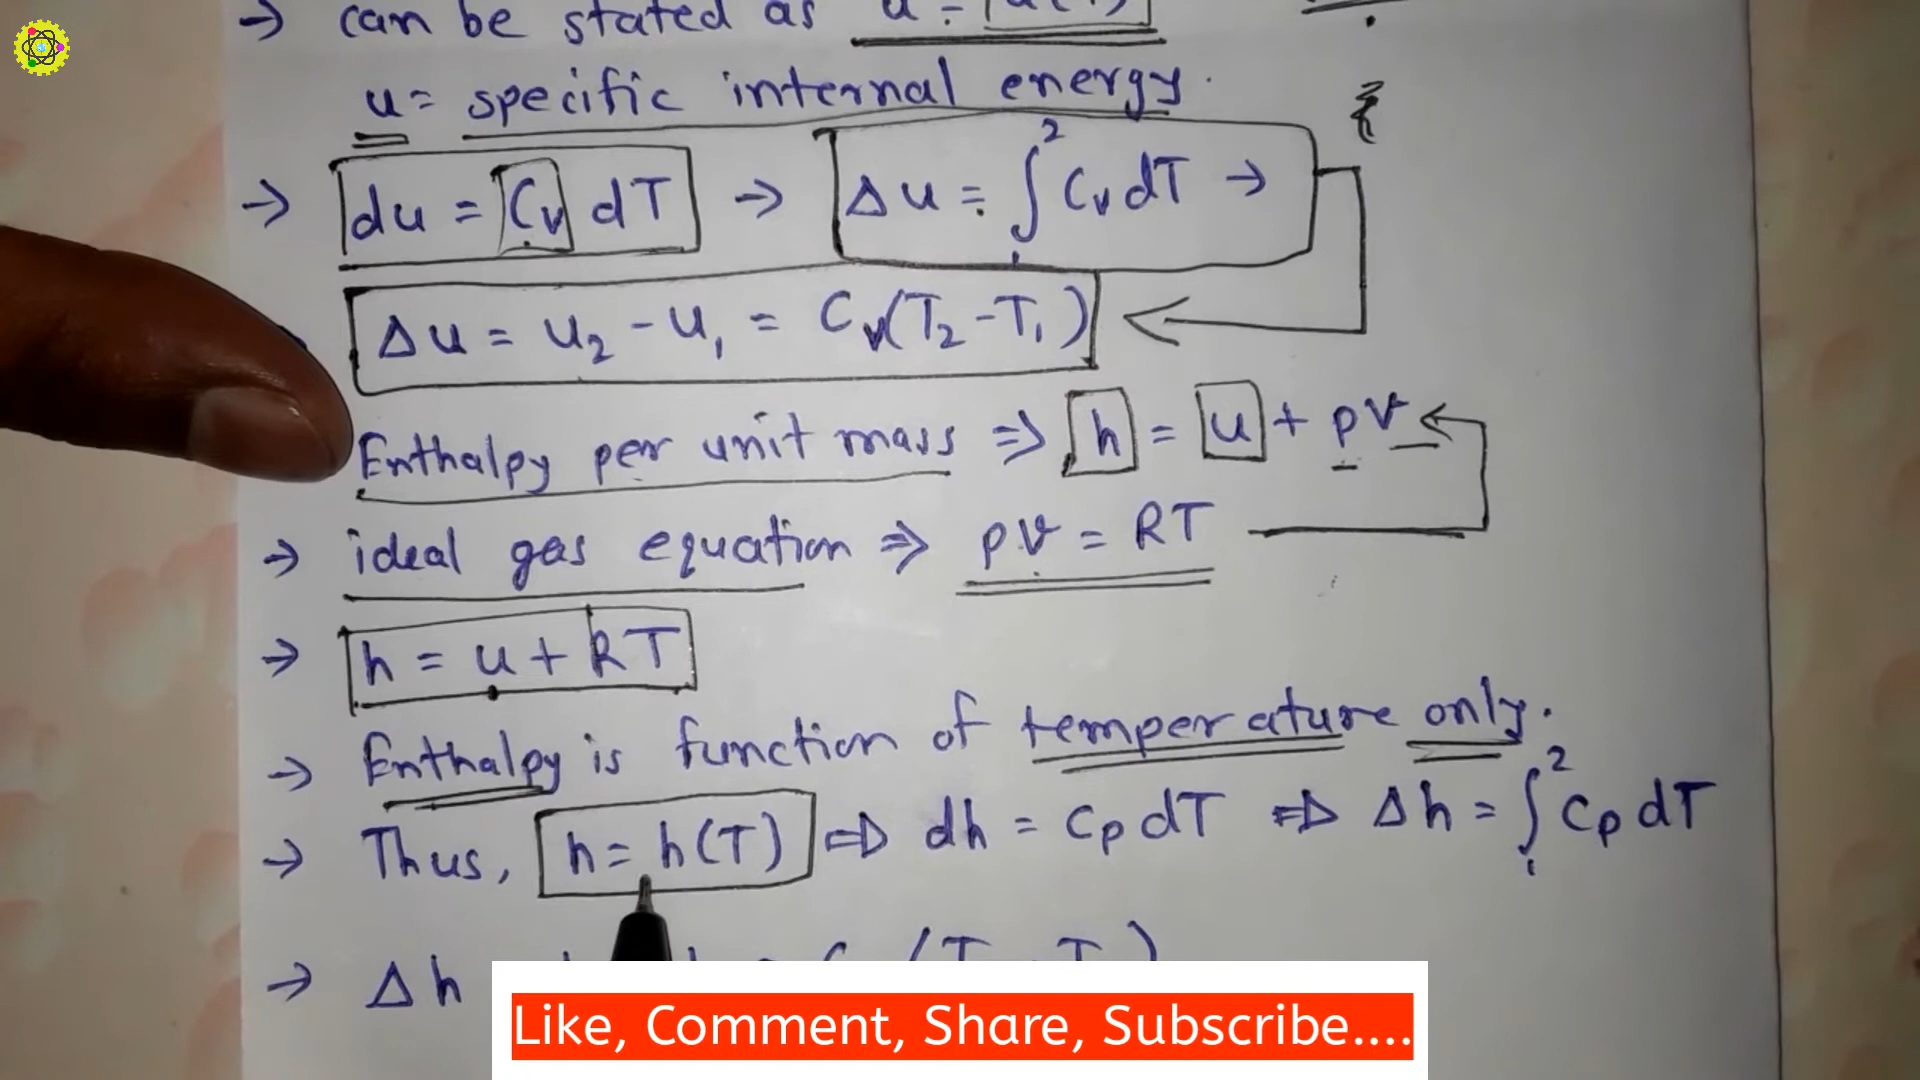 → can be stated as u = u(T)
u = specific internal energy.
→ du = Cv dT → Δu = ∫₁² Cv dT →
Δu = u₂ - u₁ = Cv(T₂ - T₁)
Enthalpy per unit mass ⇒ h = u + pv
→ ideal gas equation ⇒ pv = RT
→ h = u + RT
→ Enthalpy is function of temperature only.
→ Thus, h = h(T) ⇒ dh = Cp dT ⇒ Δh = ∫₁² Cp dT
→ Δh
Like, Comment, Share, Subscribe....